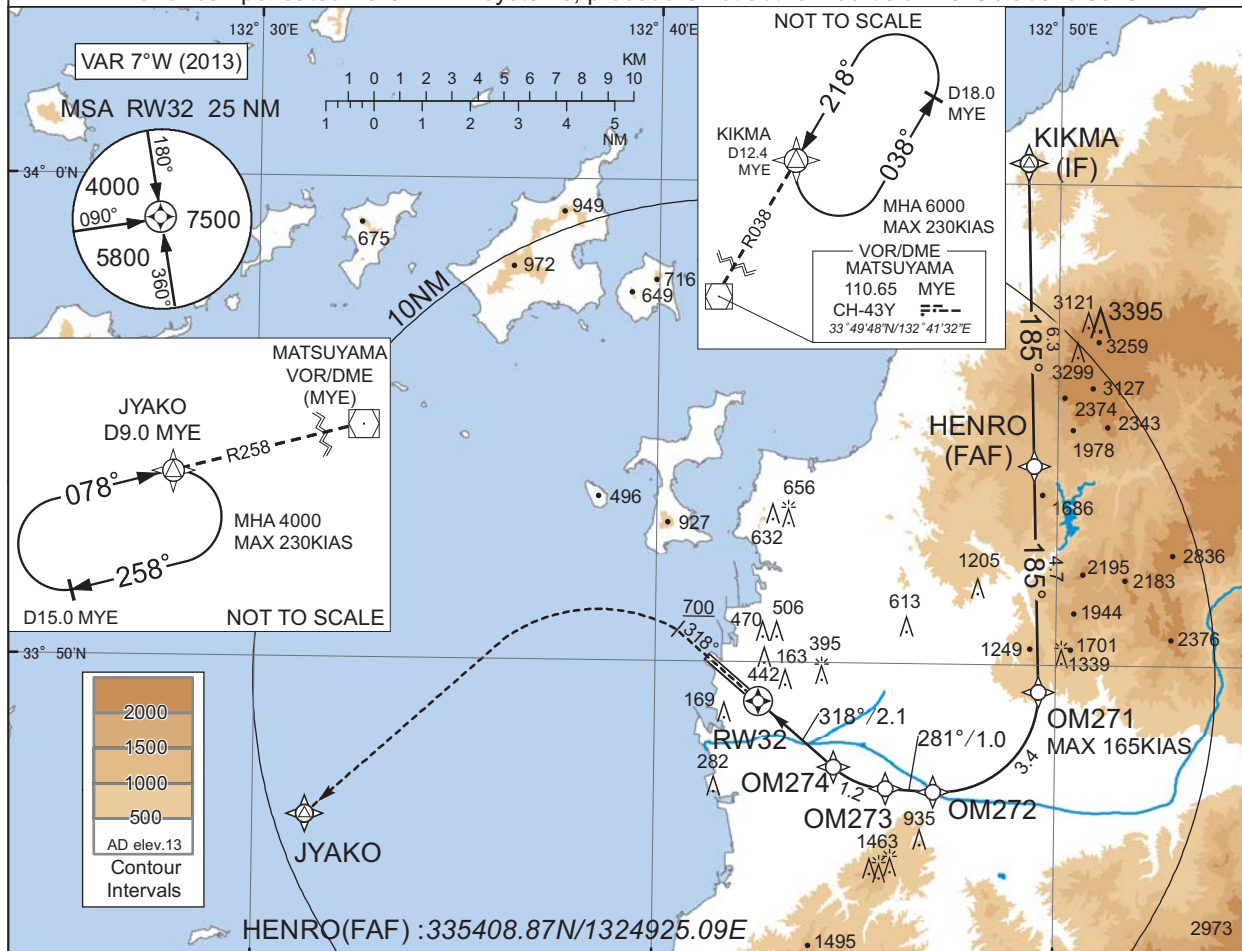 NOT TO SCALE
132° 30'E
132° 40'E
132° 50'E
VAR 7°W (2013)
1 0 1 2 3 4 5 6 7 8 9 10
KM
1 0 1 2 3 4 5
NM
MSA RW32 25 NM
180°
4000
090°
7500
5800
360°
34° 0'N
218°
D18.0
MYE
KIKMA
D12.4
MYE
038°
R038
MHA 6000
MAX 230KIAS
VOR/DME
MATSUYAMA
110.65 MYE
CH-43Y
33°49'48"N/132°41'32"E
KIKMA
(IF)
949
675
972
716
649
10NM
185°
6.3
3121
3395
3259
3299
3127
2374
2343
1978
MATSUYAMA
VOR/DME
(MYE)
JYAKO
D9.0 MYE
R258
078°
MHA 4000
MAX 230KIAS
258°
D15.0 MYE
NOT TO SCALE
HENRO
(FAF)
496
656
927
632
1686
185°
4.7
1205
2836
2195
2183
613
1944
700
470
506
318°
163
395
442
1249
1701
1339
2376
33° 50'N
169
RW32
318°/2.1
OM271
MAX 165KIAS
281°/1.0
282
OM274
1.2
3.4
OM273
OM272
935
1463
JYAKO
2000
1500
1000
500
AD elev.13
Contour
Intervals
HENRO(FAF) :335408.87N/1324925.09E
1495
2973